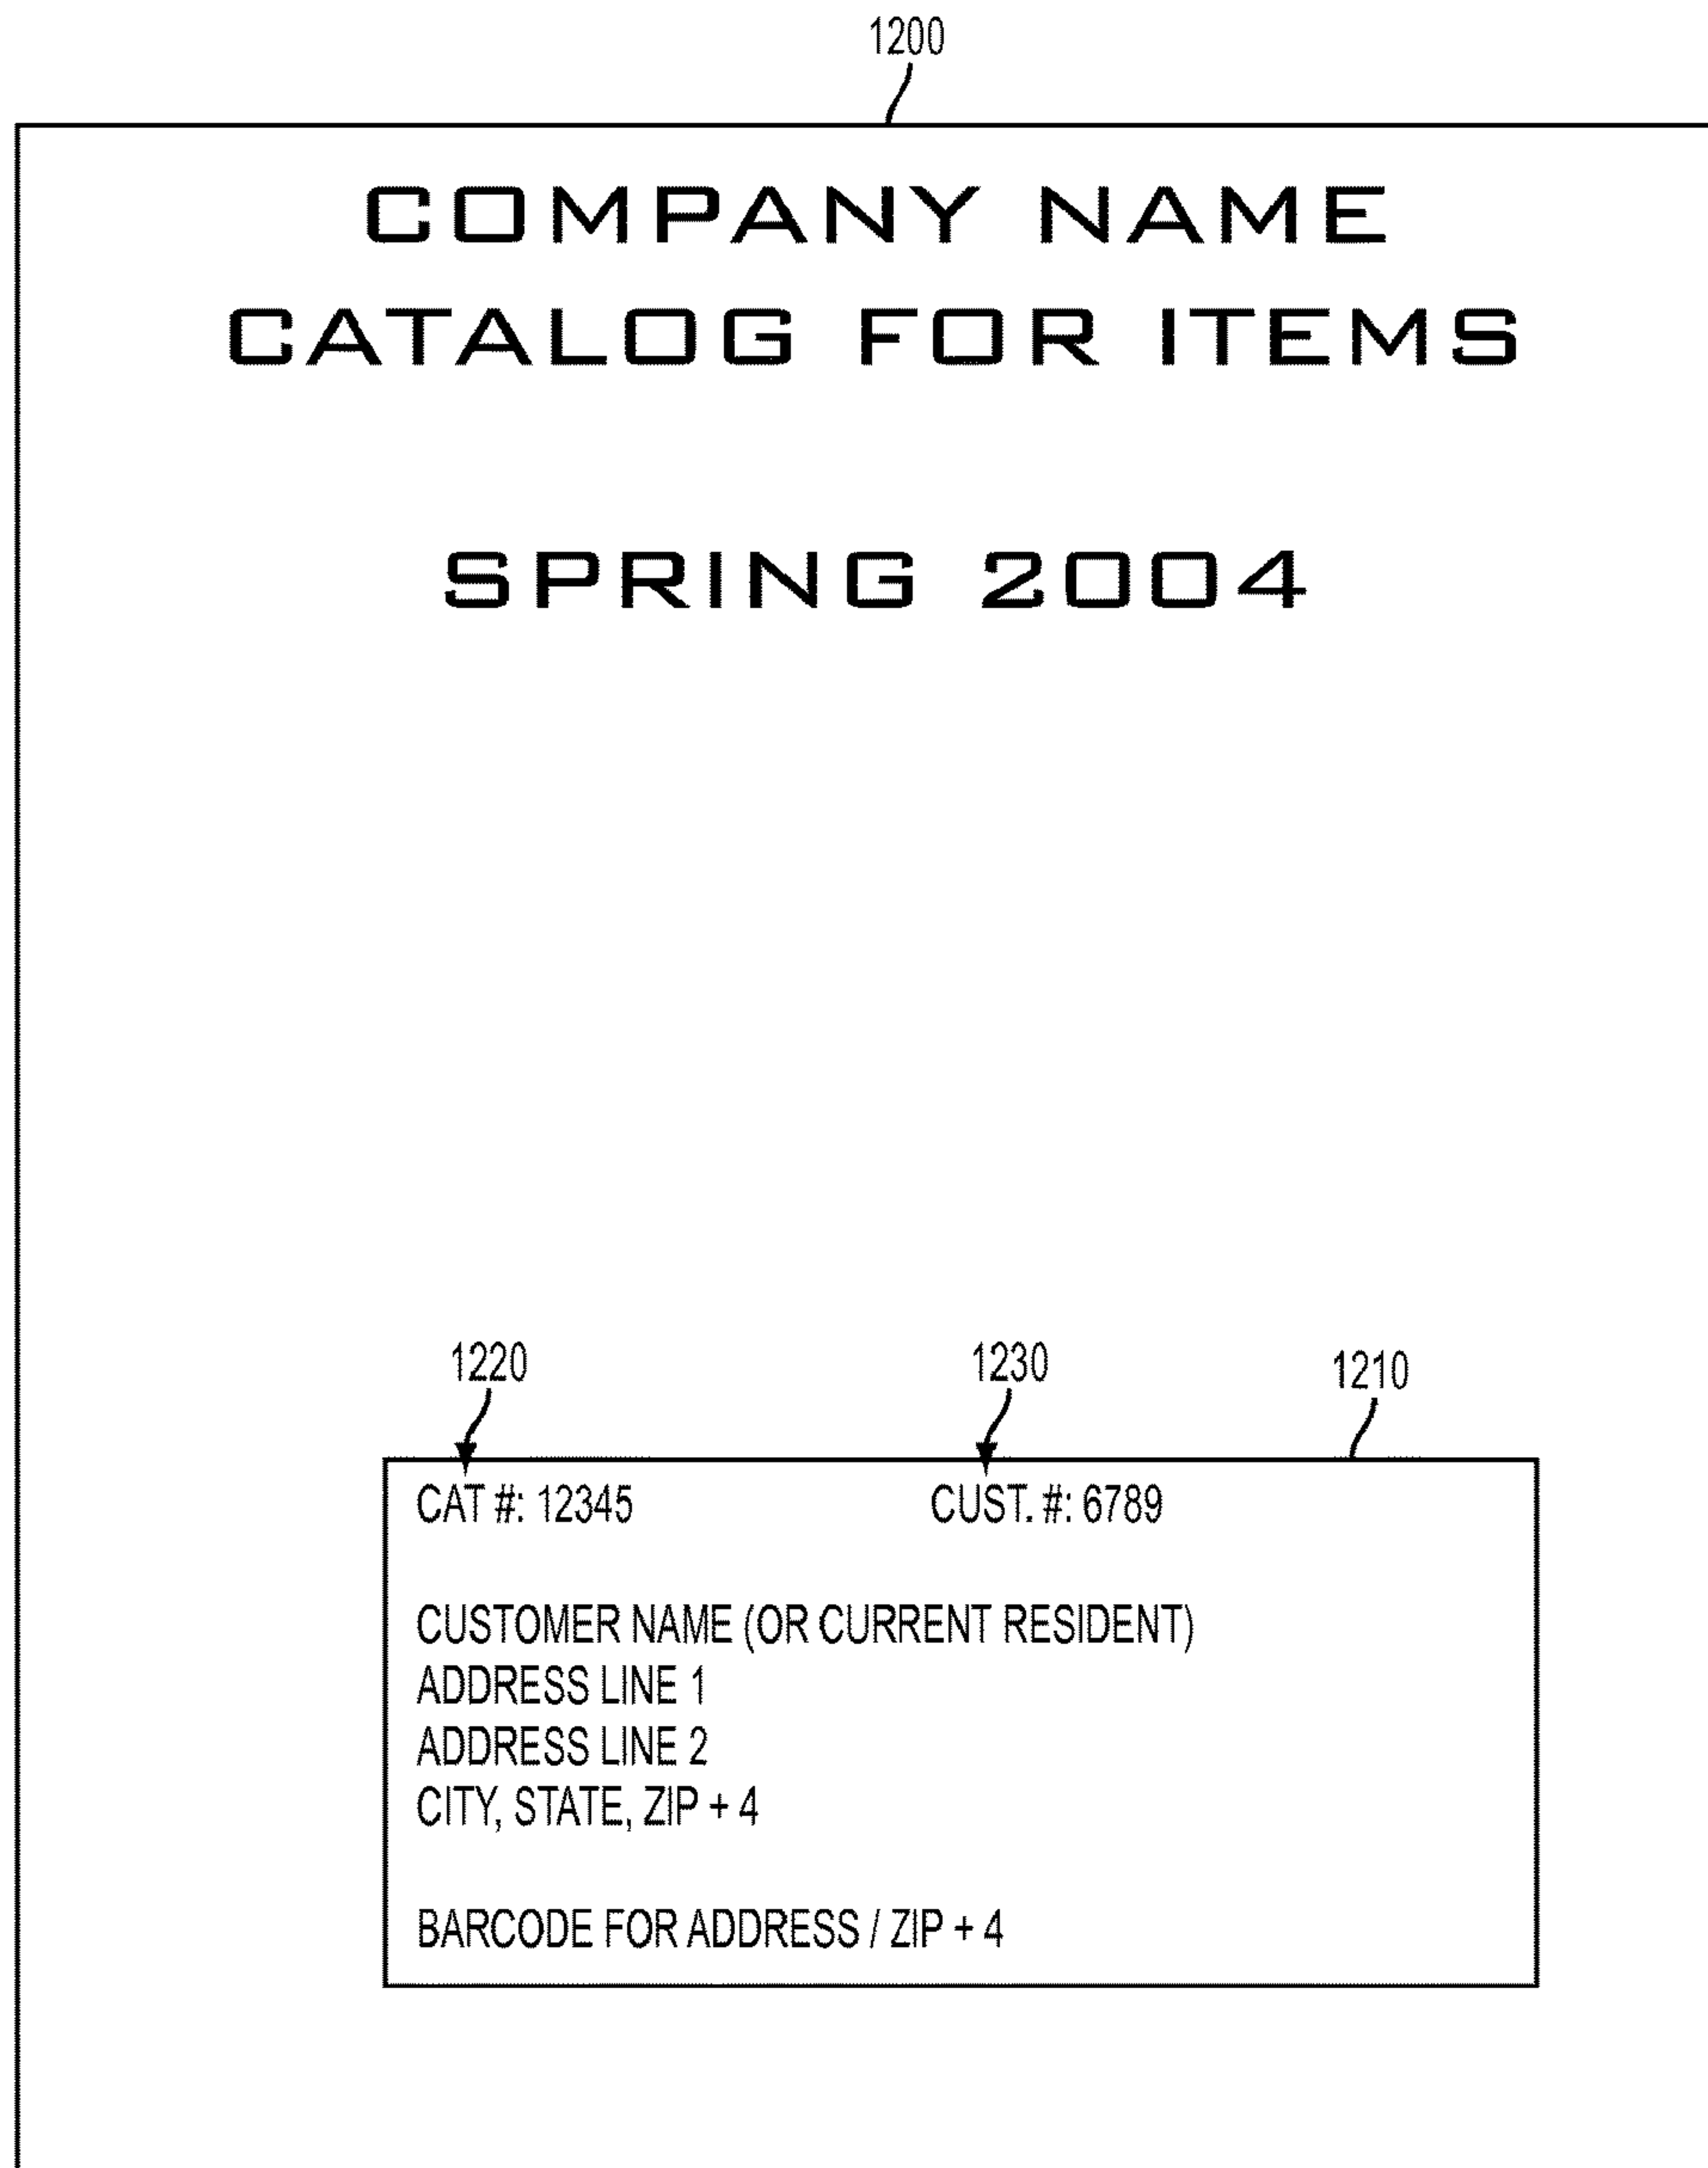 1200
COMPANY NAME
CATALOG FOR ITEMS
SPRING 2004
1220 1230 1210
CAT #: 12345 CUST. #: 6789
CUSTOMER NAME (OR CURRENT RESIDENT)
ADDRESS LINE 1
ADDRESS LINE 2
CITY, STATE, ZIP + 4
BARCODE FOR ADDRESS / ZIP + 4